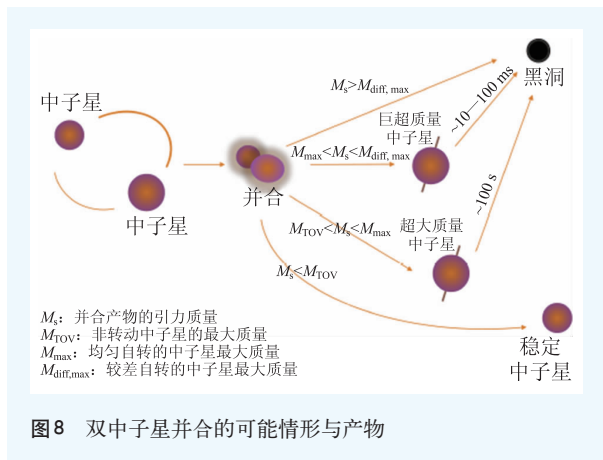 中子星
中子星
并合
Ms>Mdiff, max
Mmax<Ms<Mdiff, max
MTOV<Ms<Mmax
Ms<MTOV
巨超质量
中子星
~10—100 ms
黑洞
超大质量
中子星
~100 s
稳定
中子星
Ms：并合产物的引力质量
MTOV：非转动中子星的最大质量
Mmax：均匀自转的中子星最大质量
Mdiff,max：较差自转的中子星最大质量
图8 双中子星并合的可能情形与产物